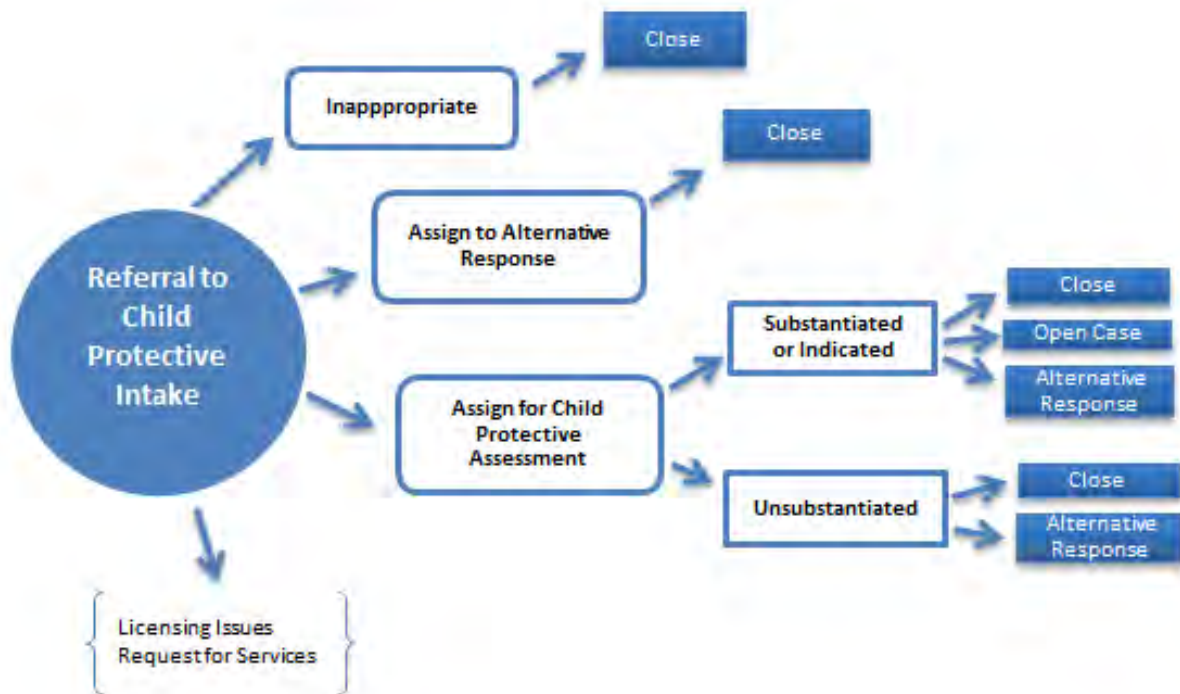 Close
Inapppropriate
Close
Assign to Alternative
Response
Referral to
Child
Protective
Intake
Substantiated
or Indicated
Close
Open Case
Alternative
Response
Assign for Child
Protective
Assessment
Unsubstantiated
Close
Alternative
Response
Licensing Issues
Request for Services